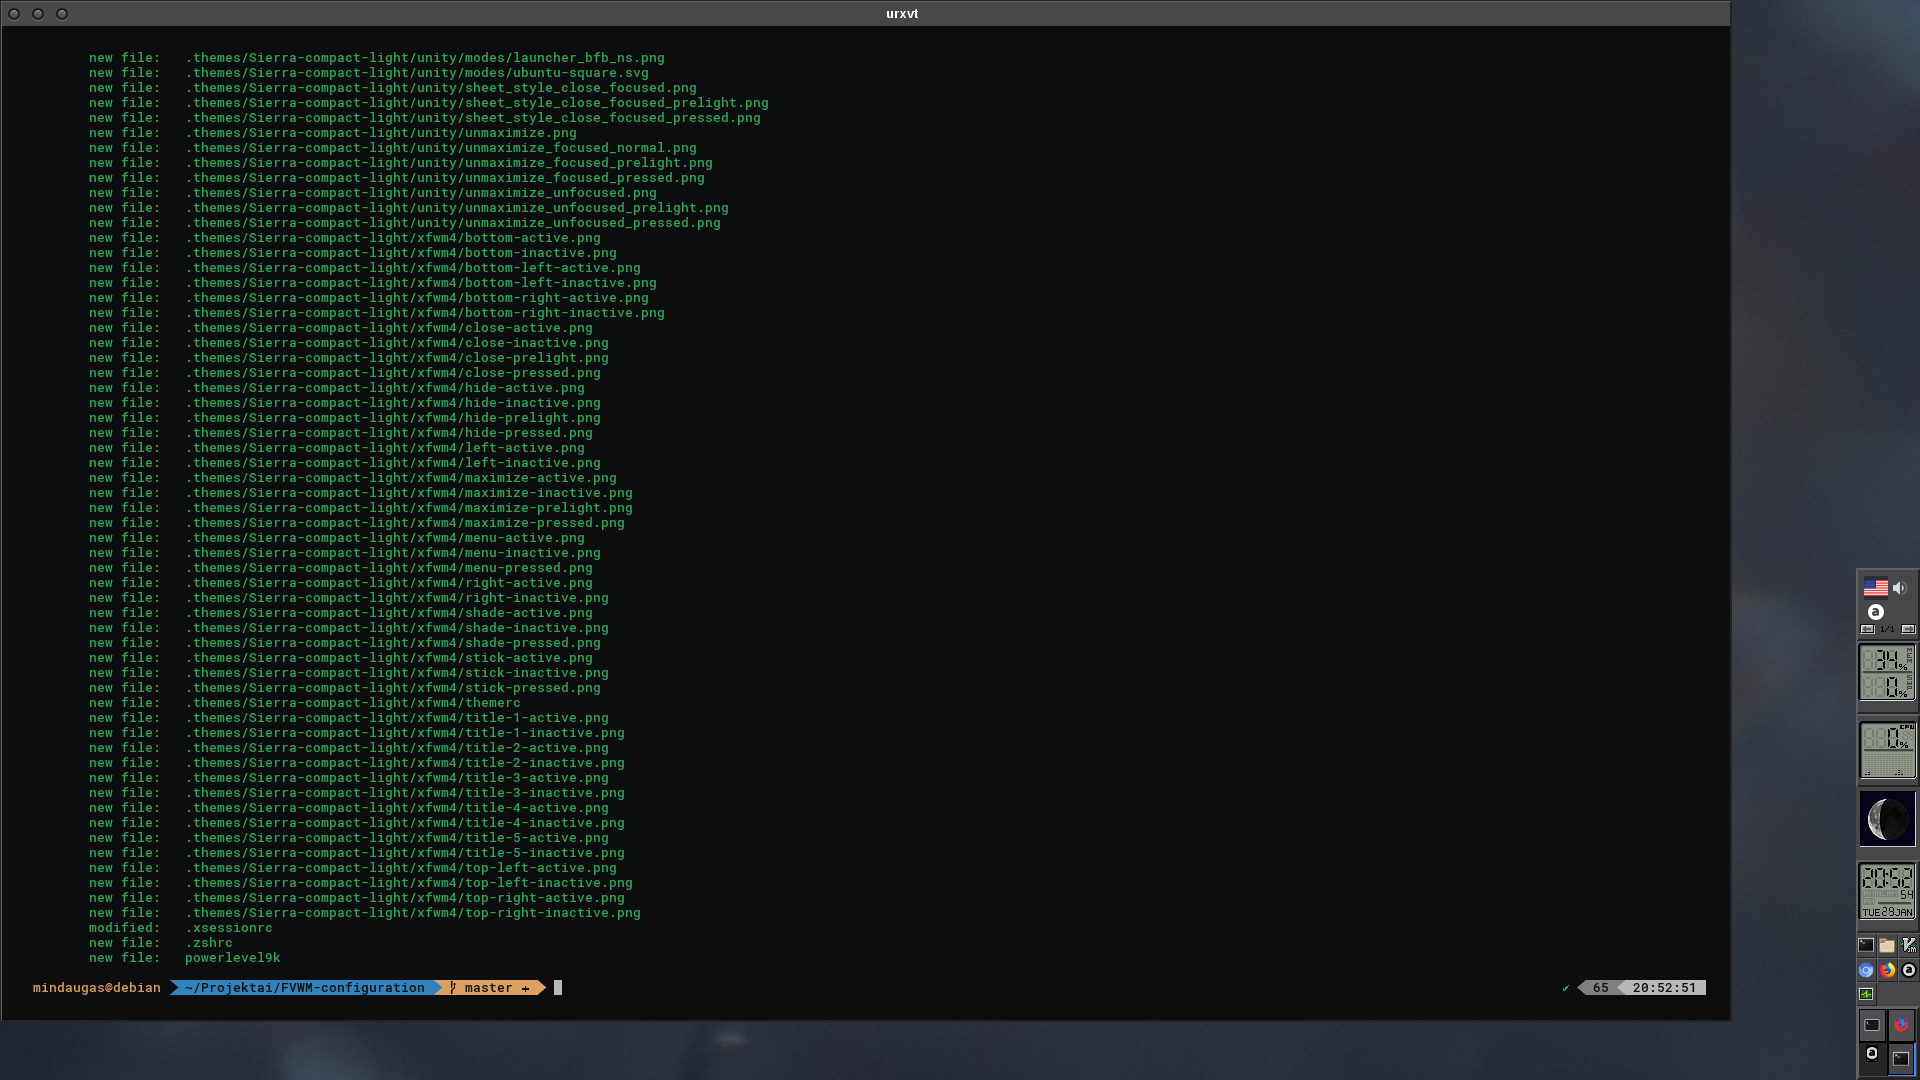 urxvt
new file:   .themes/Sierra-compact-light/unity/modes/launcher_bfb_ns.png
new file:   .themes/Sierra-compact-light/unity/modes/ubuntu-square.svg
new file:   .themes/Sierra-compact-light/unity/sheet_style_close_focused.png
new file:   .themes/Sierra-compact-light/unity/sheet_style_close_focused_prelight.png
new file:   .themes/Sierra-compact-light/unity/sheet_style_close_focused_pressed.png
new file:   .themes/Sierra-compact-light/unity/unmaximize.png
new file:   .themes/Sierra-compact-light/unity/unmaximize_focused_normal.png
new file:   .themes/Sierra-compact-light/unity/unmaximize_focused_prelight.png
new file:   .themes/Sierra-compact-light/unity/unmaximize_focused_pressed.png
new file:   .themes/Sierra-compact-light/unity/unmaximize_unfocused.png
new file:   .themes/Sierra-compact-light/unity/unmaximize_unfocused_prelight.png
new file:   .themes/Sierra-compact-light/unity/unmaximize_unfocused_pressed.png
new file:   .themes/Sierra-compact-light/xfwm4/bottom-active.png
new file:   .themes/Sierra-compact-light/xfwm4/bottom-inactive.png
new file:   .themes/Sierra-compact-light/xfwm4/bottom-left-active.png
new file:   .themes/Sierra-compact-light/xfwm4/bottom-left-inactive.png
new file:   .themes/Sierra-compact-light/xfwm4/bottom-right-active.png
new file:   .themes/Sierra-compact-light/xfwm4/bottom-right-inactive.png
new file:   .themes/Sierra-compact-light/xfwm4/close-active.png
new file:   .themes/Sierra-compact-light/xfwm4/close-inactive.png
new file:   .themes/Sierra-compact-light/xfwm4/close-prelight.png
new file:   .themes/Sierra-compact-light/xfwm4/close-pressed.png
new file:   .themes/Sierra-compact-light/xfwm4/hide-active.png
new file:   .themes/Sierra-compact-light/xfwm4/hide-inactive.png
new file:   .themes/Sierra-compact-light/xfwm4/hide-prelight.png
new file:   .themes/Sierra-compact-light/xfwm4/hide-pressed.png
new file:   .themes/Sierra-compact-light/xfwm4/left-active.png
new file:   .themes/Sierra-compact-light/xfwm4/left-inactive.png
new file:   .themes/Sierra-compact-light/xfwm4/maximize-active.png
new file:   .themes/Sierra-compact-light/xfwm4/maximize-inactive.png
new file:   .themes/Sierra-compact-light/xfwm4/maximize-prelight.png
new file:   .themes/Sierra-compact-light/xfwm4/maximize-pressed.png
new file:   .themes/Sierra-compact-light/xfwm4/menu-active.png
new file:   .themes/Sierra-compact-light/xfwm4/menu-inactive.png
new file:   .themes/Sierra-compact-light/xfwm4/menu-pressed.png
new file:   .themes/Sierra-compact-light/xfwm4/right-active.png
new file:   .themes/Sierra-compact-light/xfwm4/right-inactive.png
new file:   .themes/Sierra-compact-light/xfwm4/shade-active.png
new file:   .themes/Sierra-compact-light/xfwm4/shade-inactive.png
new file:   .themes/Sierra-compact-light/xfwm4/shade-pressed.png
new file:   .themes/Sierra-compact-light/xfwm4/stick-active.png
new file:   .themes/Sierra-compact-light/xfwm4/stick-inactive.png
new file:   .themes/Sierra-compact-light/xfwm4/stick-pressed.png
new file:   .themes/Sierra-compact-light/xfwm4/themerc
new file:   .themes/Sierra-compact-light/xfwm4/title-1-active.png
new file:   .themes/Sierra-compact-light/xfwm4/title-1-inactive.png
new file:   .themes/Sierra-compact-light/xfwm4/title-2-active.png
new file:   .themes/Sierra-compact-light/xfwm4/title-2-inactive.png
new file:   .themes/Sierra-compact-light/xfwm4/title-3-active.png
new file:   .themes/Sierra-compact-light/xfwm4/title-3-inactive.png
new file:   .themes/Sierra-compact-light/xfwm4/title-4-active.png
new file:   .themes/Sierra-compact-light/xfwm4/title-4-inactive.png
new file:   .themes/Sierra-compact-light/xfwm4/title-5-active.png
new file:   .themes/Sierra-compact-light/xfwm4/title-5-inactive.png
new file:   .themes/Sierra-compact-light/xfwm4/top-left-active.png
new file:   .themes/Sierra-compact-light/xfwm4/top-left-inactive.png
new file:   .themes/Sierra-compact-light/xfwm4/top-right-active.png
new file:   .themes/Sierra-compact-light/xfwm4/top-right-inactive.png
modified:   .xsessionrc
new file:   .zshrc
new file:   powerlevel9k
mindaugas@debian ~/Projektai/FVWM-configuration master + ✔ 65 20:52:51
a
1/1
34%
0%
CPU
0%
20:52
54
TUE 29 JAN